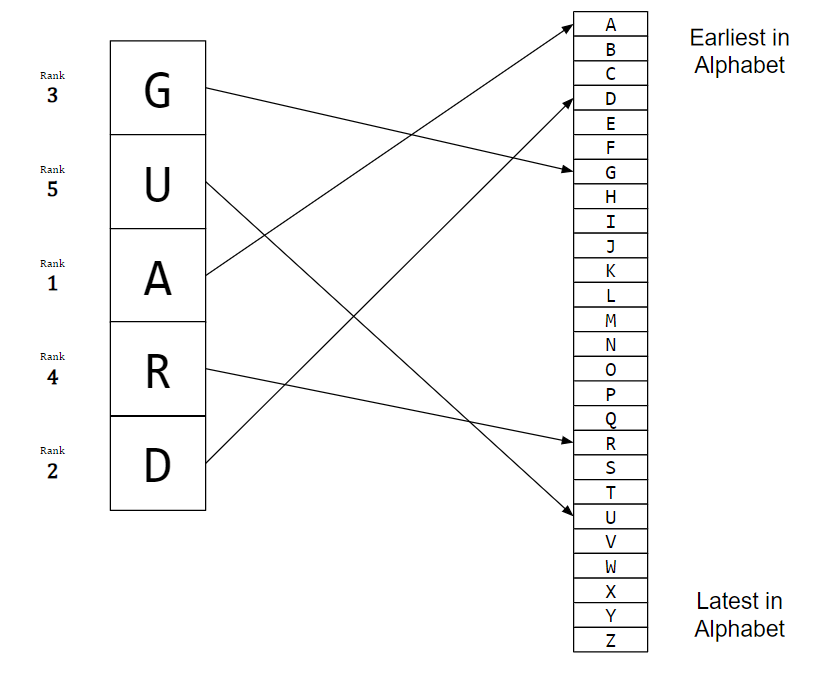 Rank
3
G
Rank
5
U
Rank
1
A
Rank
4
R
Rank
2
D
A
B
C
D
E
F
G
H
I
J
K
L
M
N
O
P
Q
R
S
T
U
V
W
X
Y
Z
Earliest in
Alphabet
Latest in
Alphabet